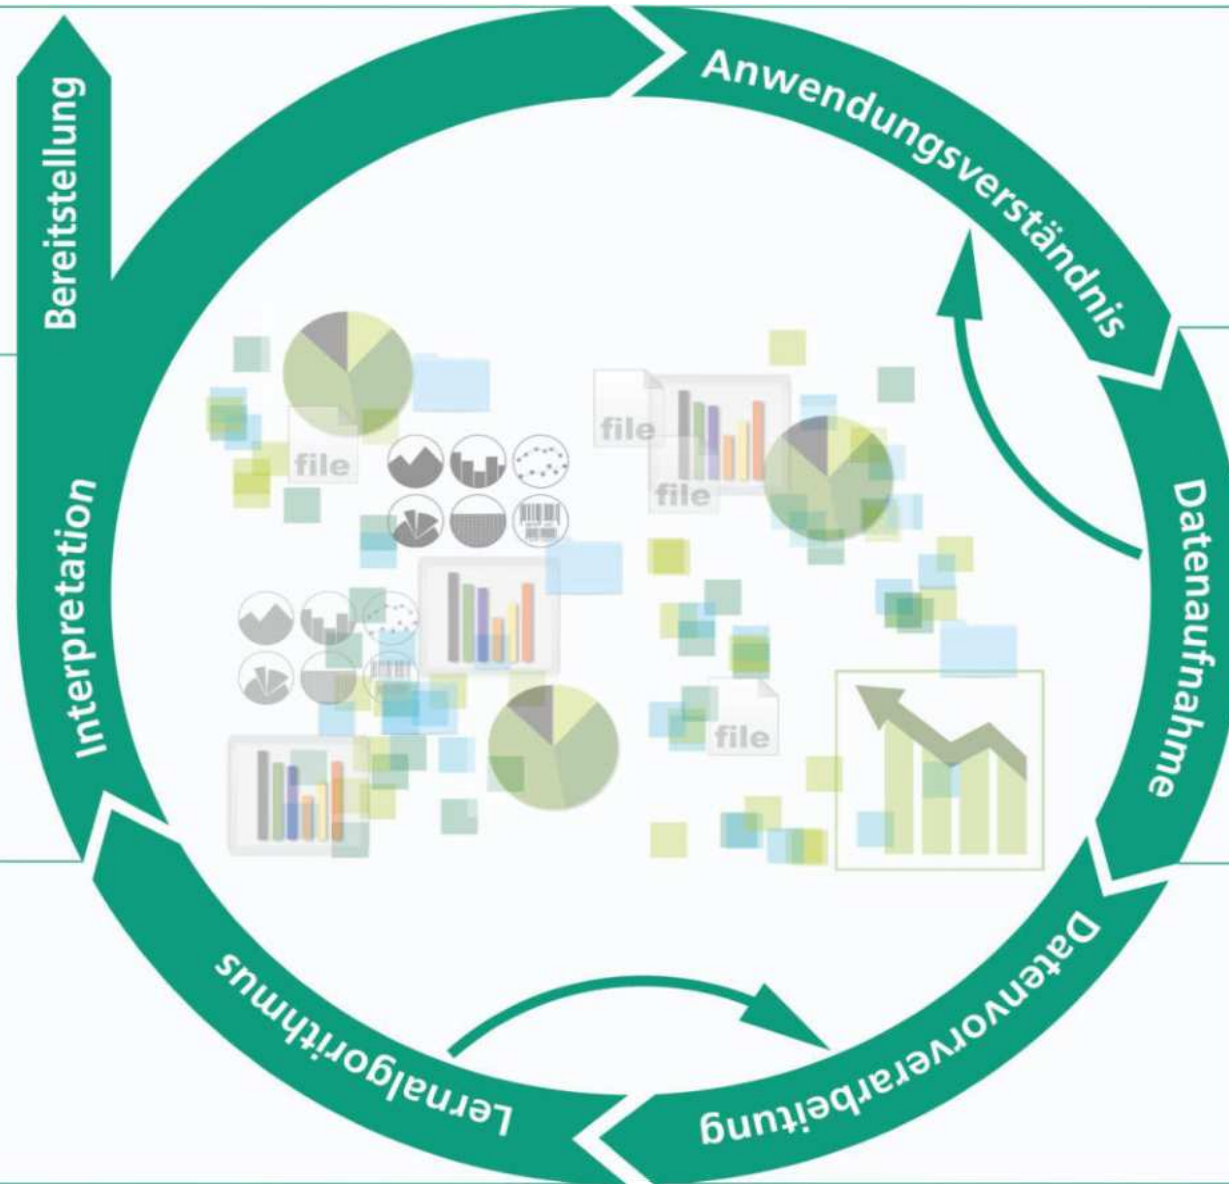 Bereitstellung
Anwendungsverständnis
Datenaufnahme
Datenvorverarbeitung
Lernalgorithmus
Interpretation
file
file
file
file